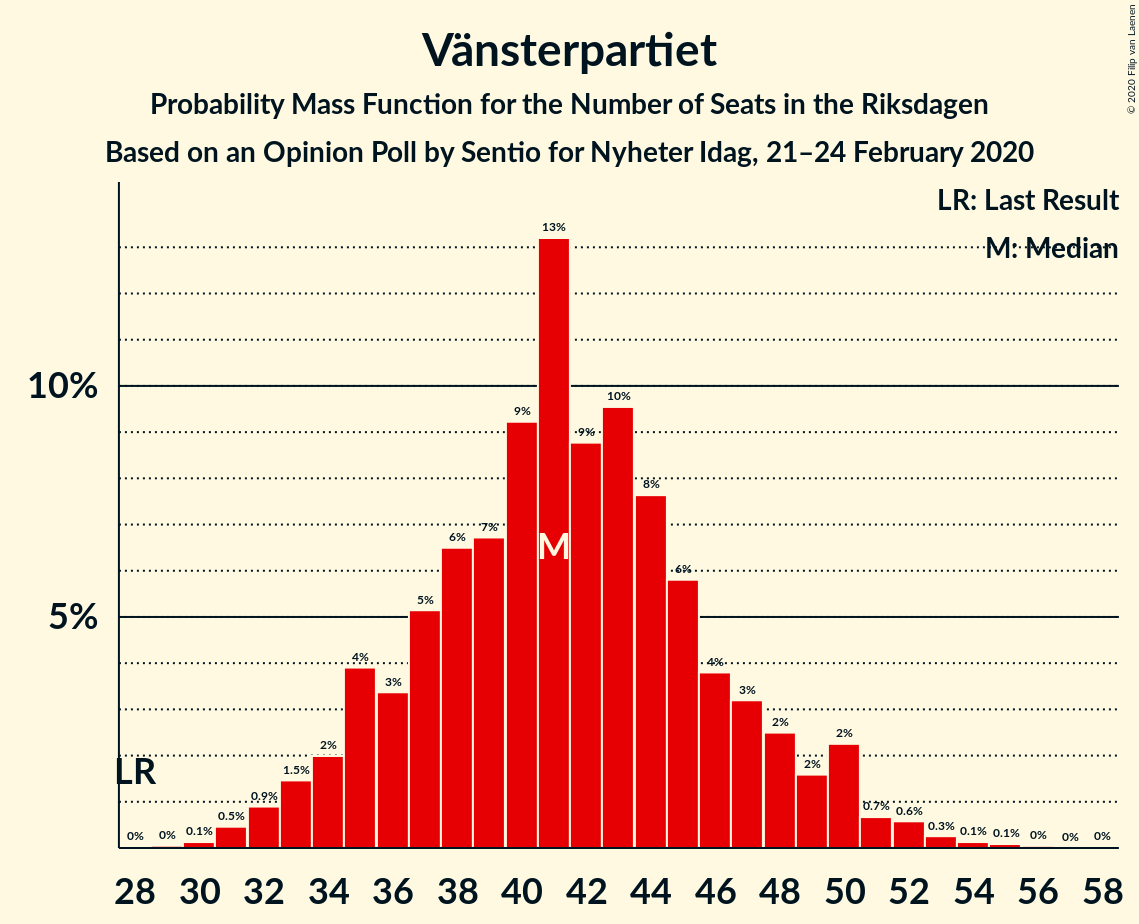 Vänsterpartiet
Probability Mass Function for the Number of Seats in the Riksdagen
Based on an Opinion Poll by Sentio for Nyheter Idag, 21–24 February 2020
© 2020 Filip van Laenen
LR: Last Result
M: Median
10%
5%
0% 0% 0.1% 0.5% 0.9% 1.5% 2% 4% 3% 5% 6% 7% 9% 13% 9% 10% 8% 6% 4% 3% 2% 2% 2% 0.7% 0.6% 0.3% 0.1% 0.1% 0% 0% 0%
M
LR
28 30 32 34 36 38 40 42 44 46 48 50 52 54 56 58